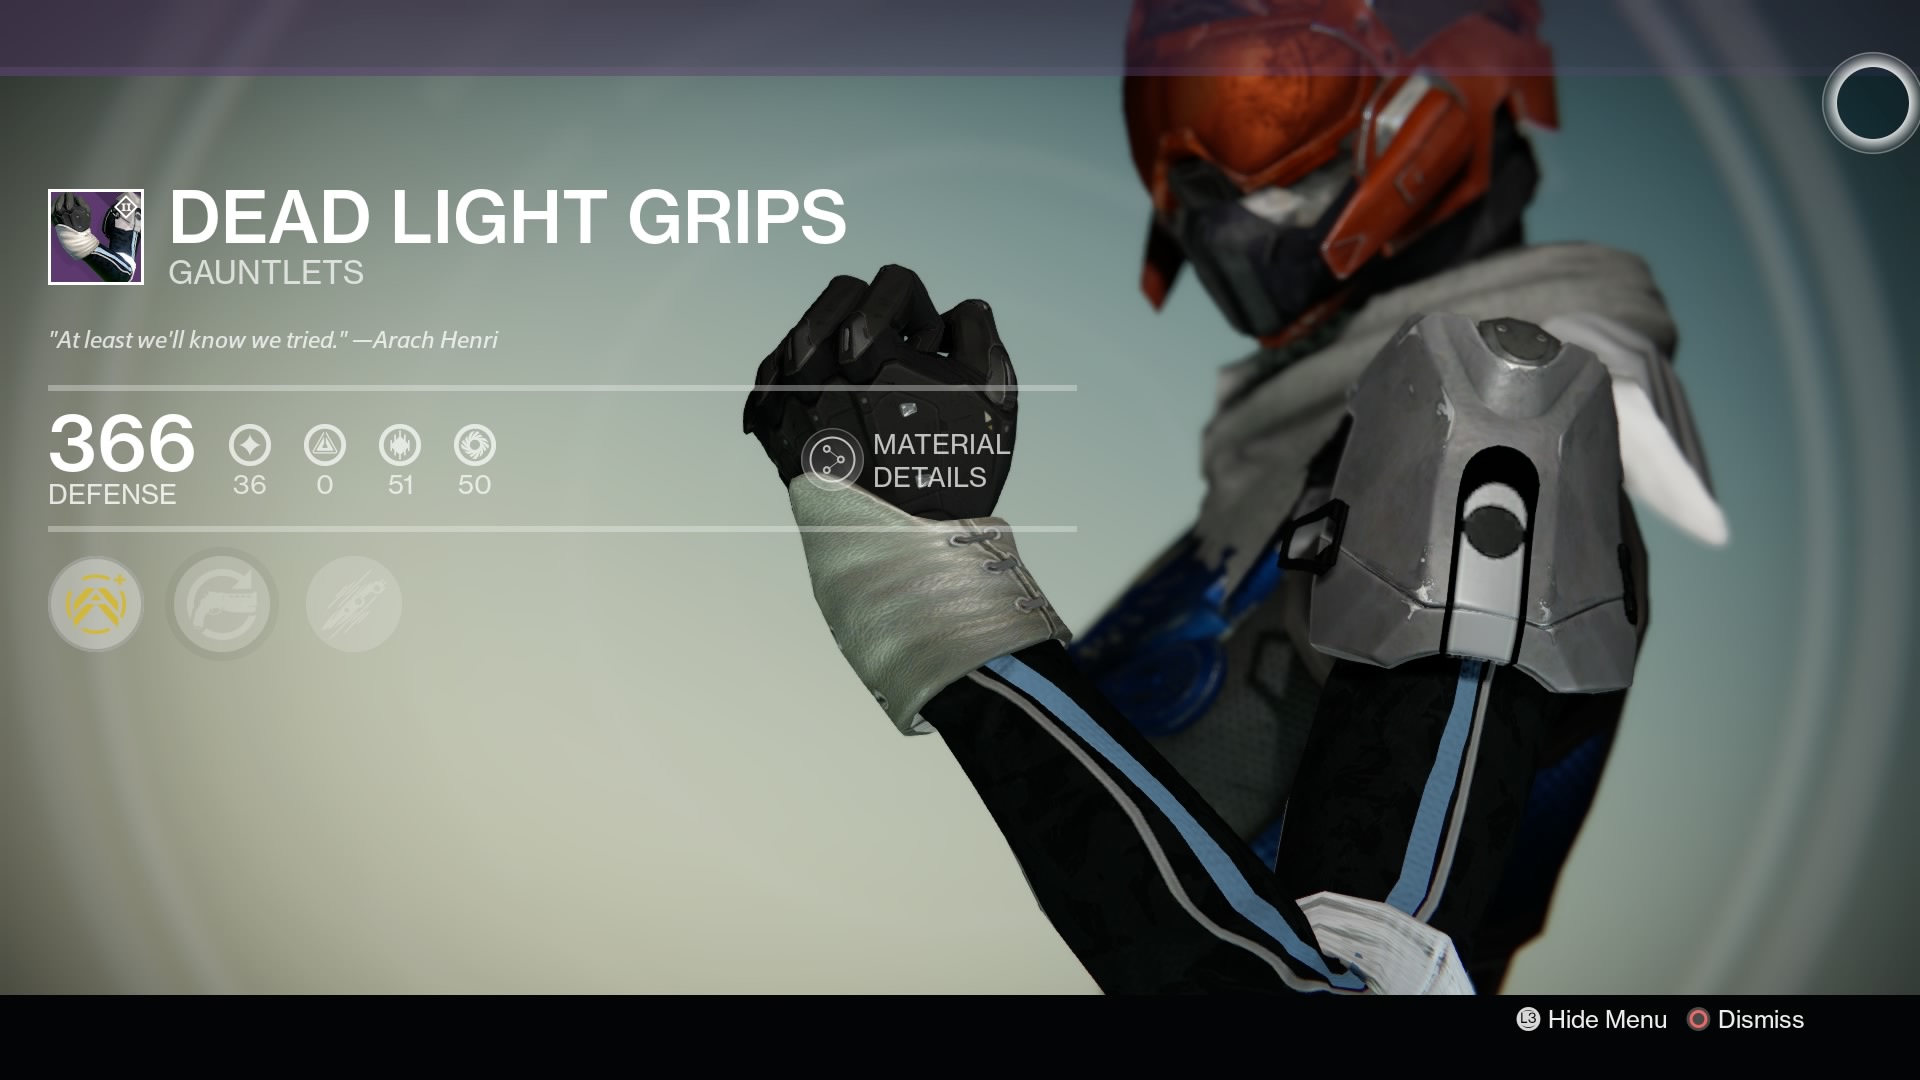 DEAD LIGHT GRIPS
GAUNTLETS
"At least we'll know we tried." —Arach Henri
366
DEFENSE
36
0
51
50
MATERIAL
DETAILS
L3 Hide Menu
Dismiss